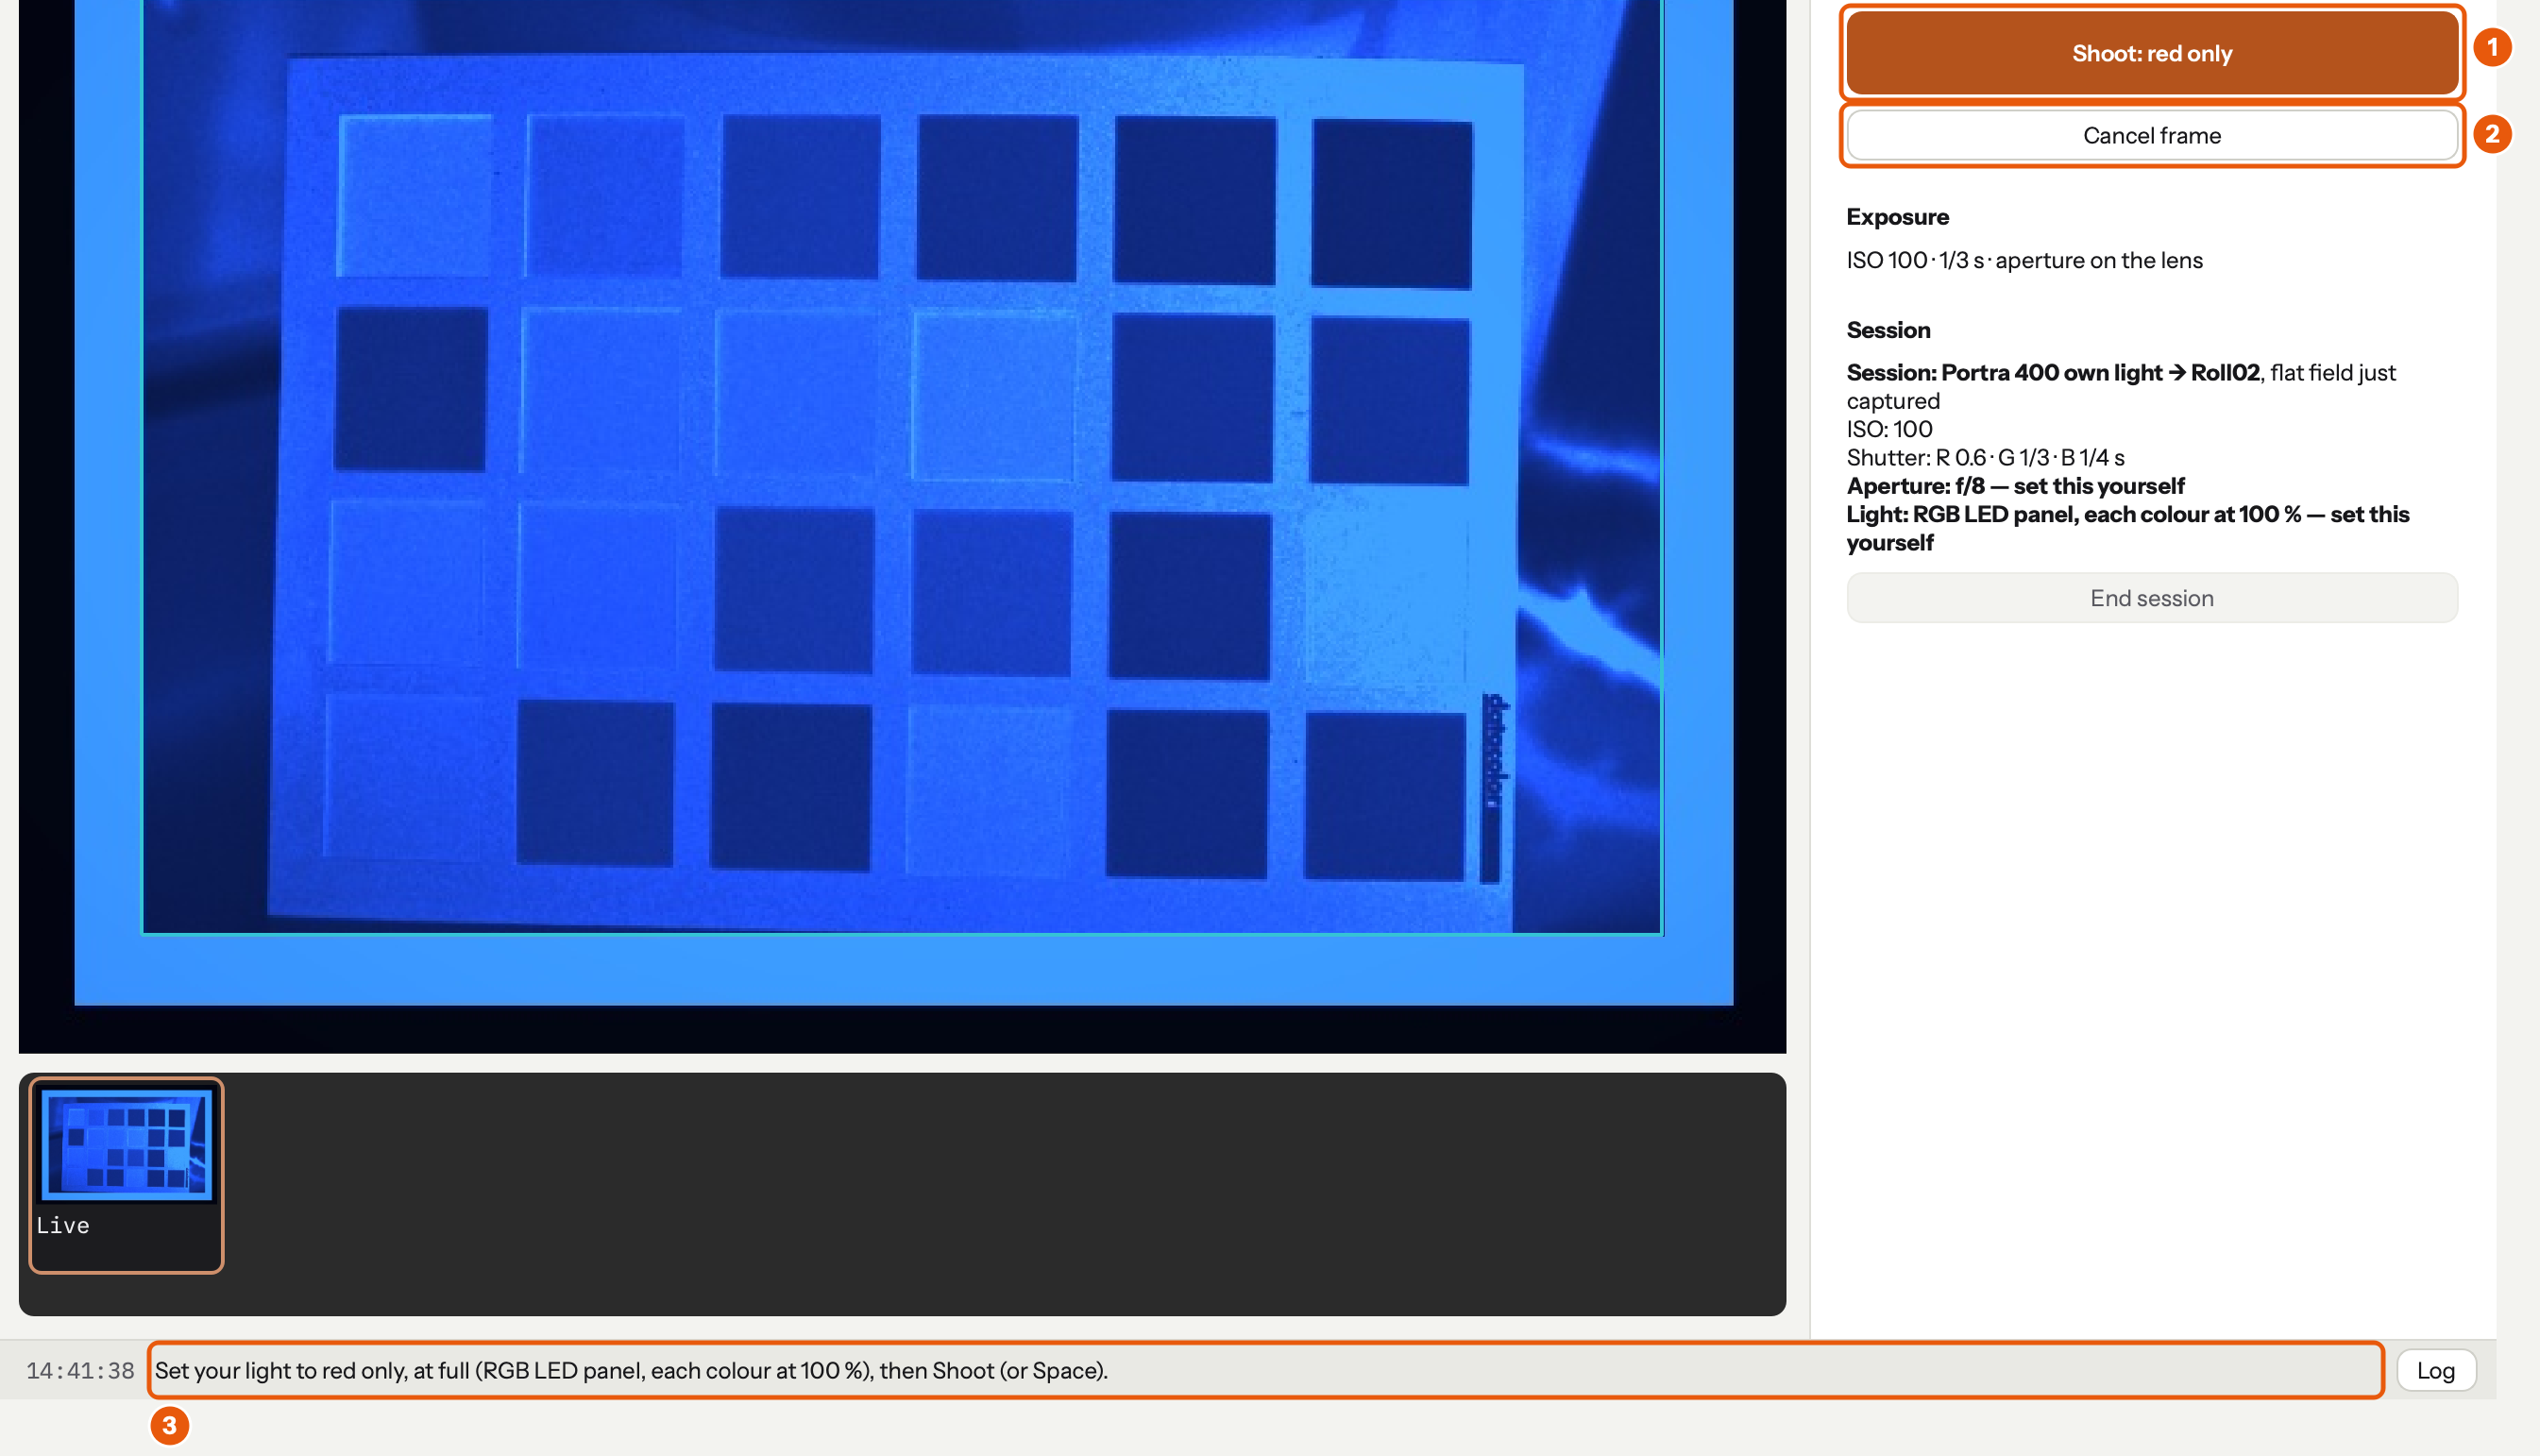 Shoot: red only
1
Cancel frame
2
Exposure
ISO 100 · 1/3 s · aperture on the lens
Session
Session: Portra 400 own light → Roll02, flat field just
captured
ISO: 100
Shutter: R 0.6 · G 1/3 · B 1/4 s
Aperture: f/8 — set this yourself
Light: RGB LED panel, each colour at 100 % — set this
yourself
End session
Live
14:41:38
Set your light to red only, at full (RGB LED panel, each colour at 100 %), then Shoot (or Space).
Log
3